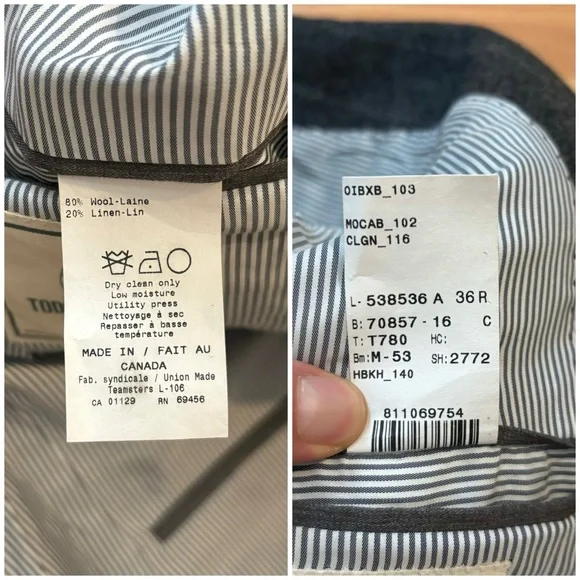 80% Wool-Laine
20% Linen-Lin
Dry clean only
Low moisture
Utility press
Nettoyage à sec
Repasser à basse
température
MADE IN / FAIT AU
CANADA
Fab. syndicale / Union Made
Teamsters L-106
CA 01129 RN 69456
TOD
OIBXB_103
MOCAB_102
CLGN_116
L- 538536 A 36 R
B: 70857 - 16 C
T: T780 HC:
Bm: M - 53 SH: 2772
HBKH_140
811069754